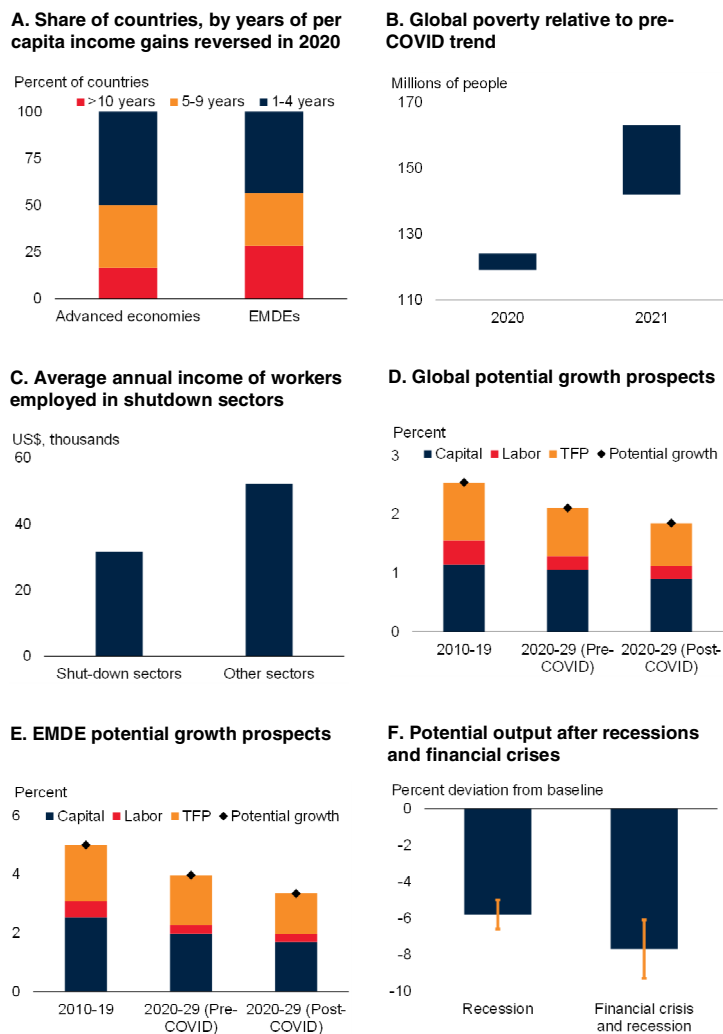 A. Share of countries, by years of per
capita income gains reversed in 2020
Percent of countries
>10 years 5-9 years 1-4 years
100
75
50
25
0
Advanced economies EMDEs
B. Global poverty relative to pre-
COVID trend
Millions of people
170
150
130
110
2020 2021
C. Average annual income of workers
employed in shutdown sectors
US$, thousands
60
40
20
0
Shut-down sectors Other sectors
D. Global potential growth prospects
Percent
Capital Labor TFP Potential growth
3
2
1
0
2010-19 2020-29 (Pre- 2020-29 (Post-
COVID) COVID)
E. EMDE potential growth prospects
Percent
Capital Labor TFP Potential growth
6
4
2
0
2010-19 2020-29 (Pre- 2020-29 (Post-
COVID) COVID)
F. Potential output after recessions
and financial crises
Percent deviation from baseline
0
-2
-4
-6
-8
-10
Recession Financial crisis
and recession